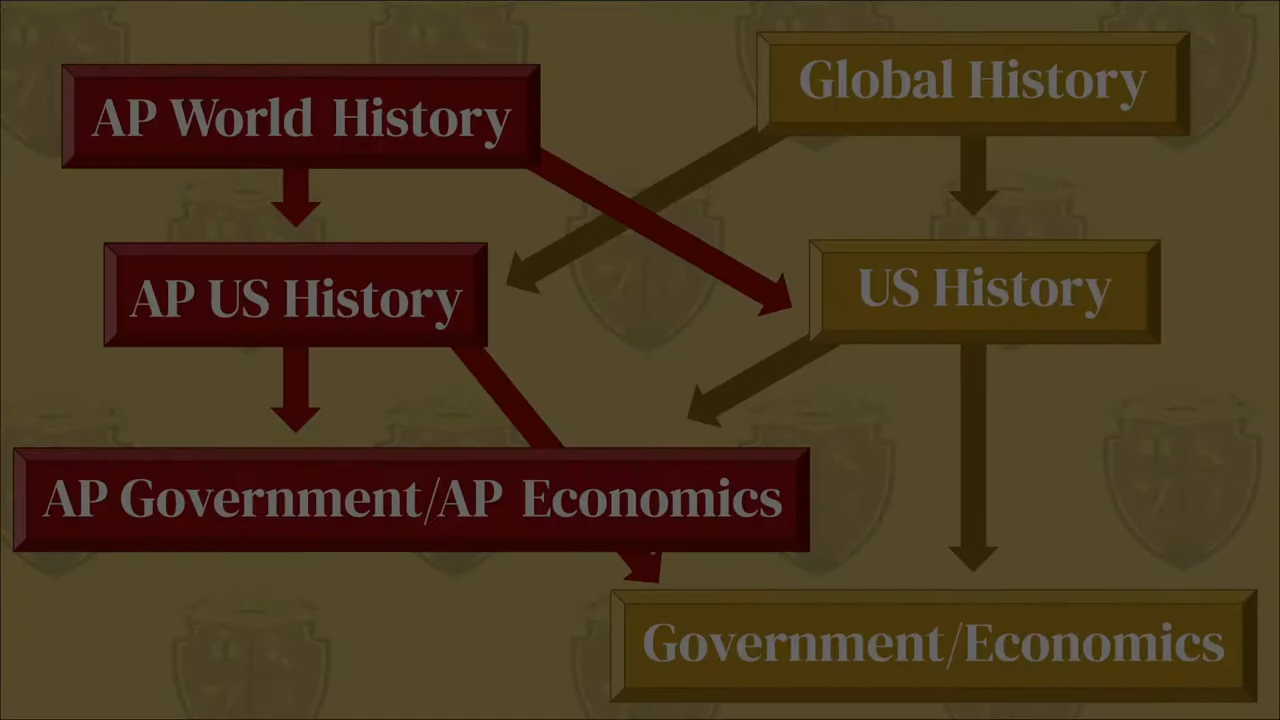 AP World History
Global History
AP US History
US History
AP Government/AP Economics
Government/Economics